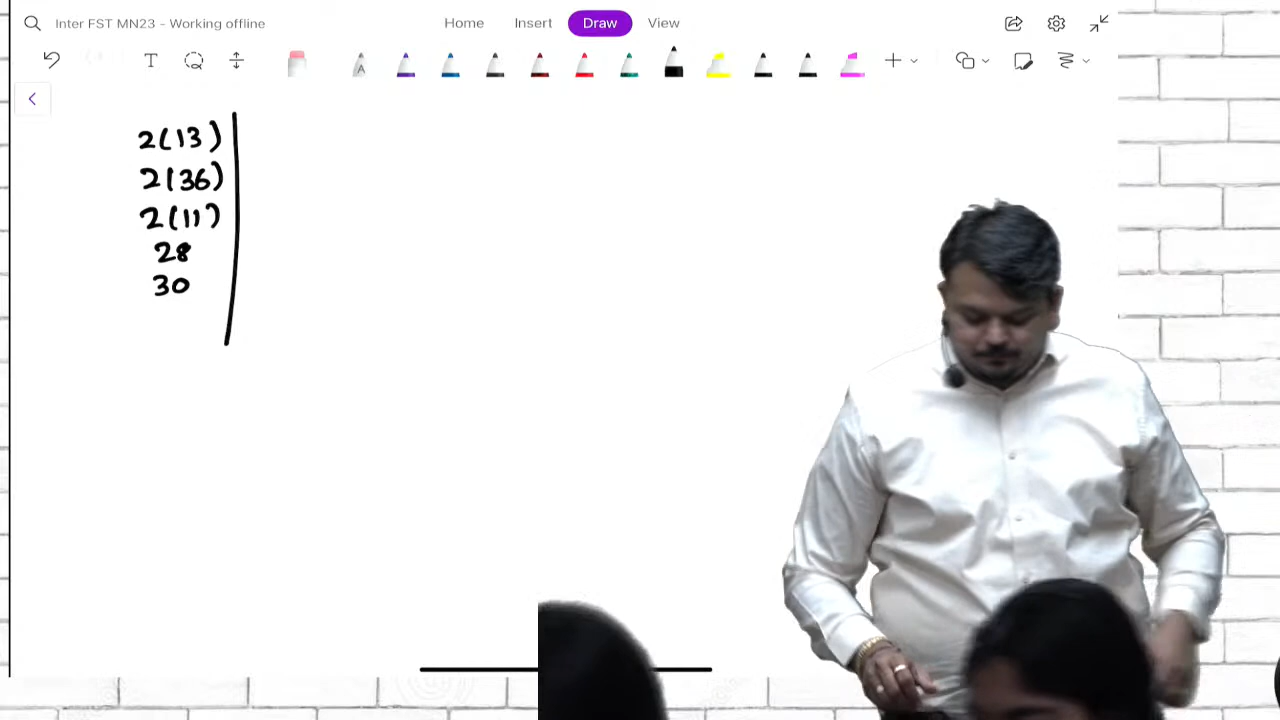 Inter FST MN23 - Working offline
Home Insert Draw View
T
A
2(13)
2(36)
2(11)
28
30